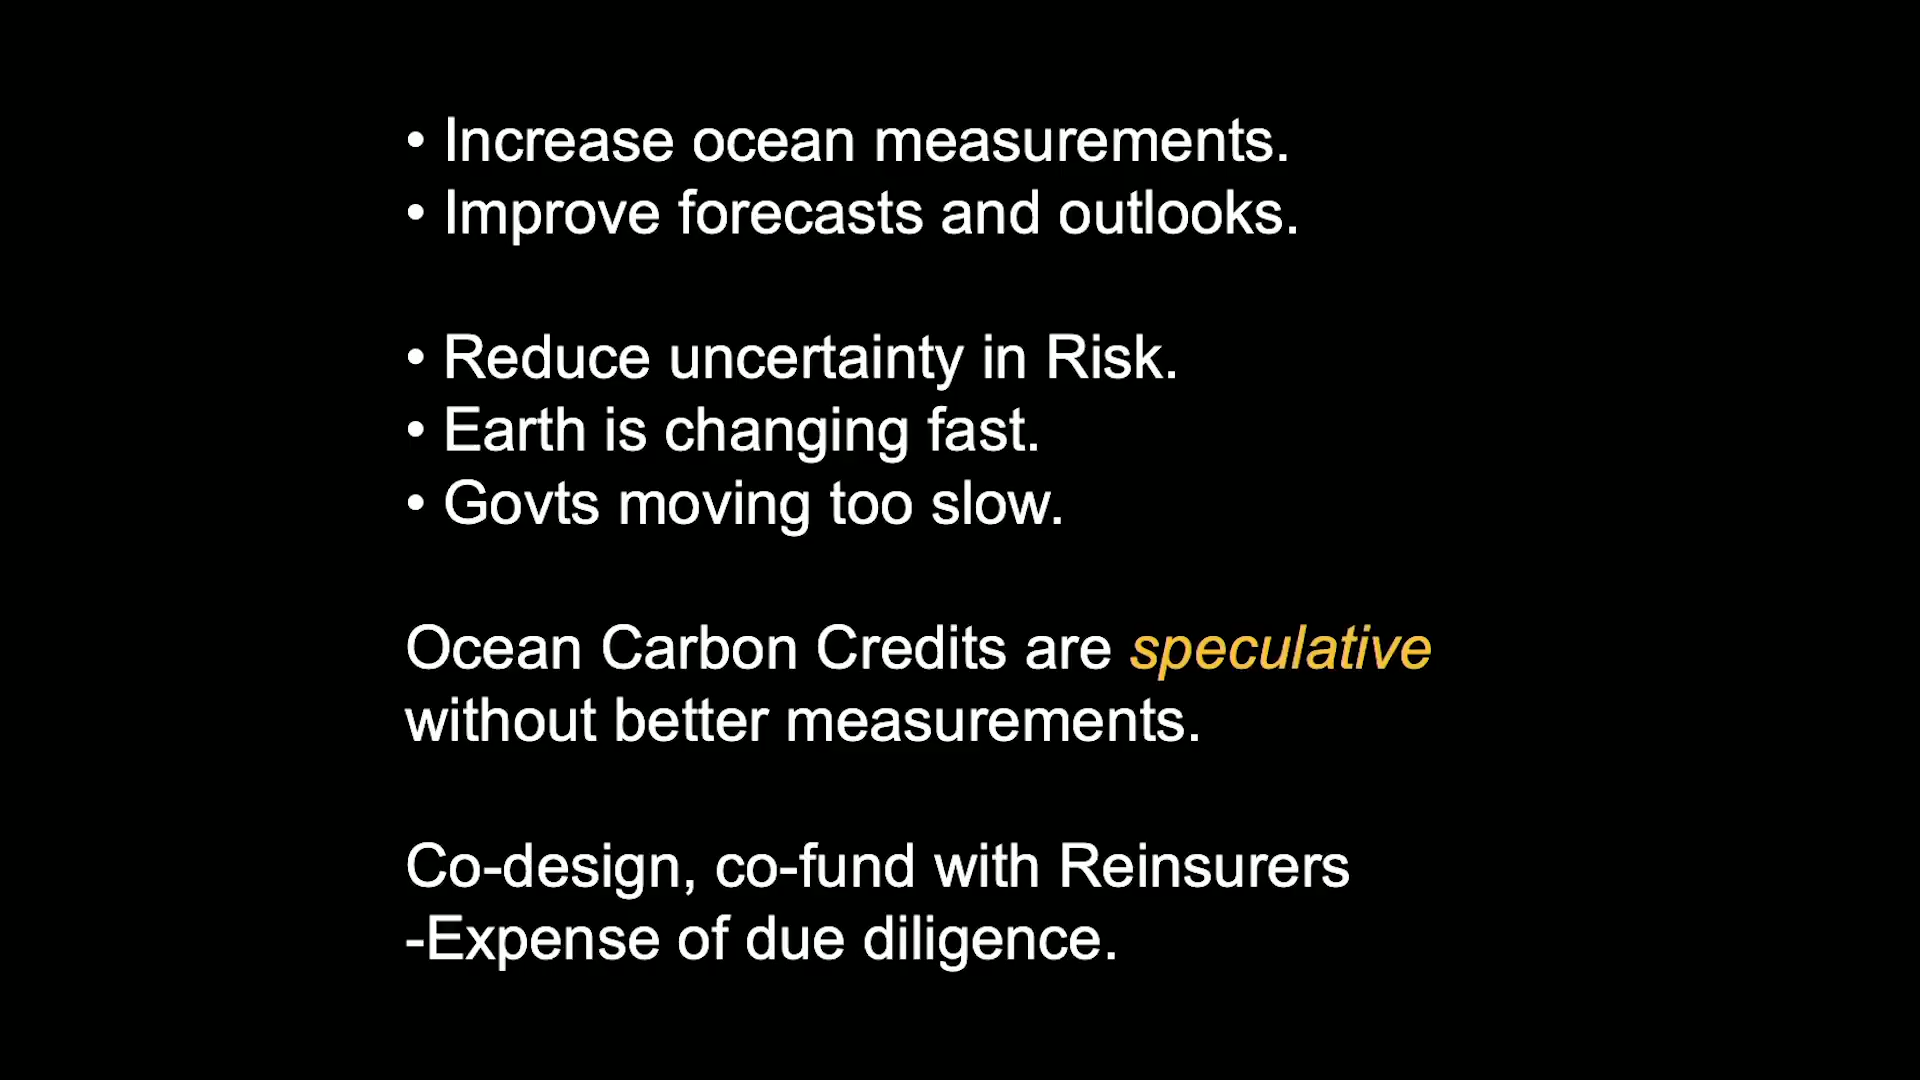 • Increase ocean measurements.
• Improve forecasts and outlooks.
• Reduce uncertainty in Risk.
• Earth is changing fast.
• Govts moving too slow.
Ocean Carbon Credits are speculative
without better measurements.
Co-design, co-fund with Reinsurers
-Expense of due diligence.